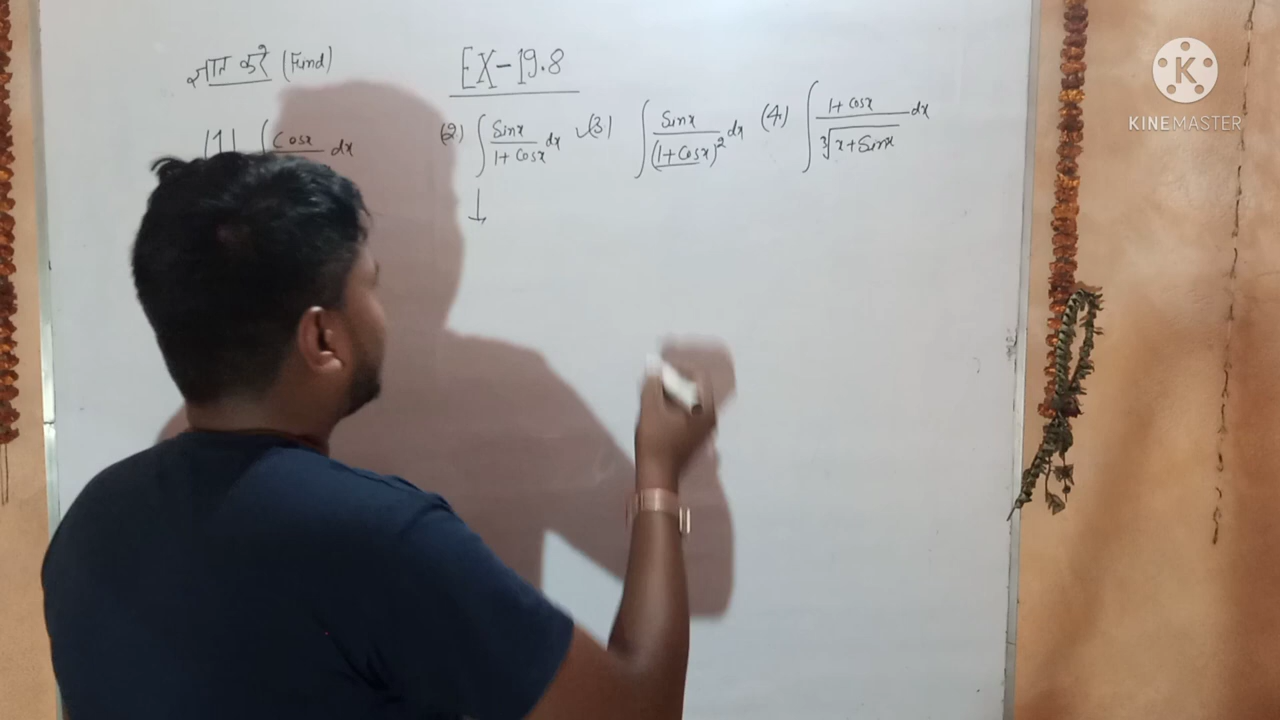 ज्ञात करे (Find)
EX-19.8
(1) ∫ Cosx dx
(2) ∫ Sinx / 1+Cosx dx
(3) ∫ Sinx / (1+Cosx)² dx
(4) ∫ 1+Cosx / ∛x+Sinx dx
K
KINEMASTER